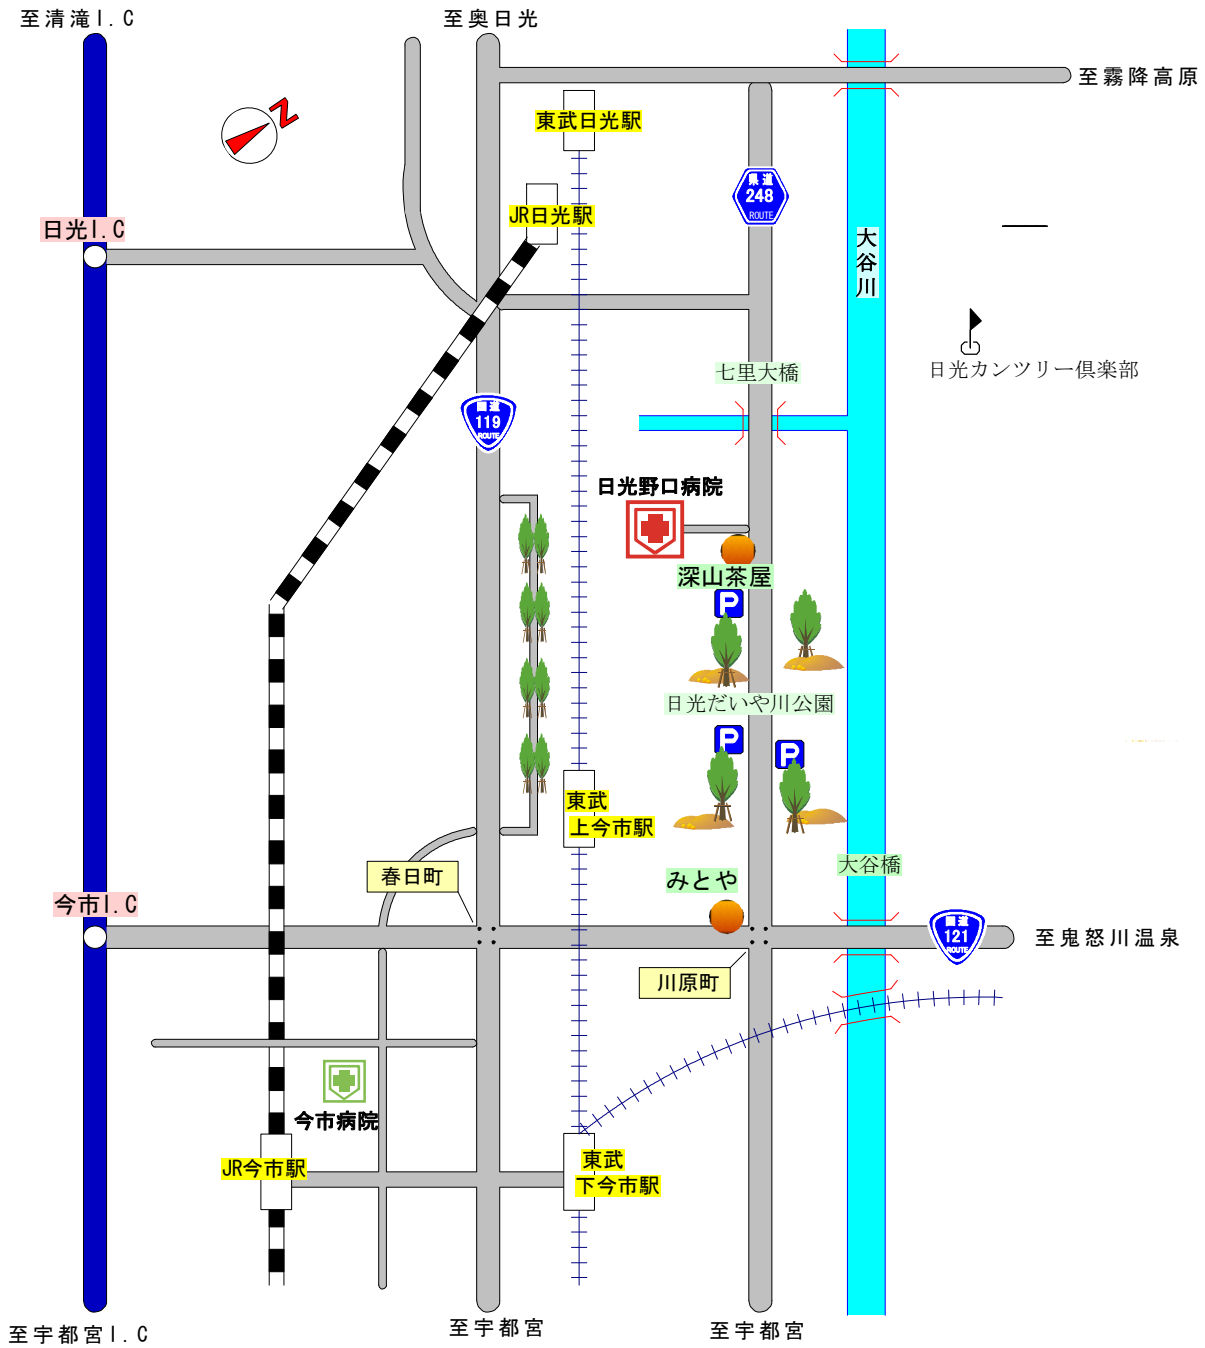 至清滝I.C
至奥日光
至霧降高原
N
東武日光駅
県道
248
ROUTE
JR日光駅
日光I.C
大谷川
七里大橋
日光カンツリー倶楽部
国道
119
ROUTE
日光野口病院
深山茶屋
P
日光だいや川公園
P
P
東武
上今市駅
大谷橋
春日町
みとや
今市I.C
国道
121
ROUTE
至鬼怒川温泉
川原町
今市病院
JR今市駅
東武
下今市駅
至宇都宮I.C
至宇都宮
至宇都宮